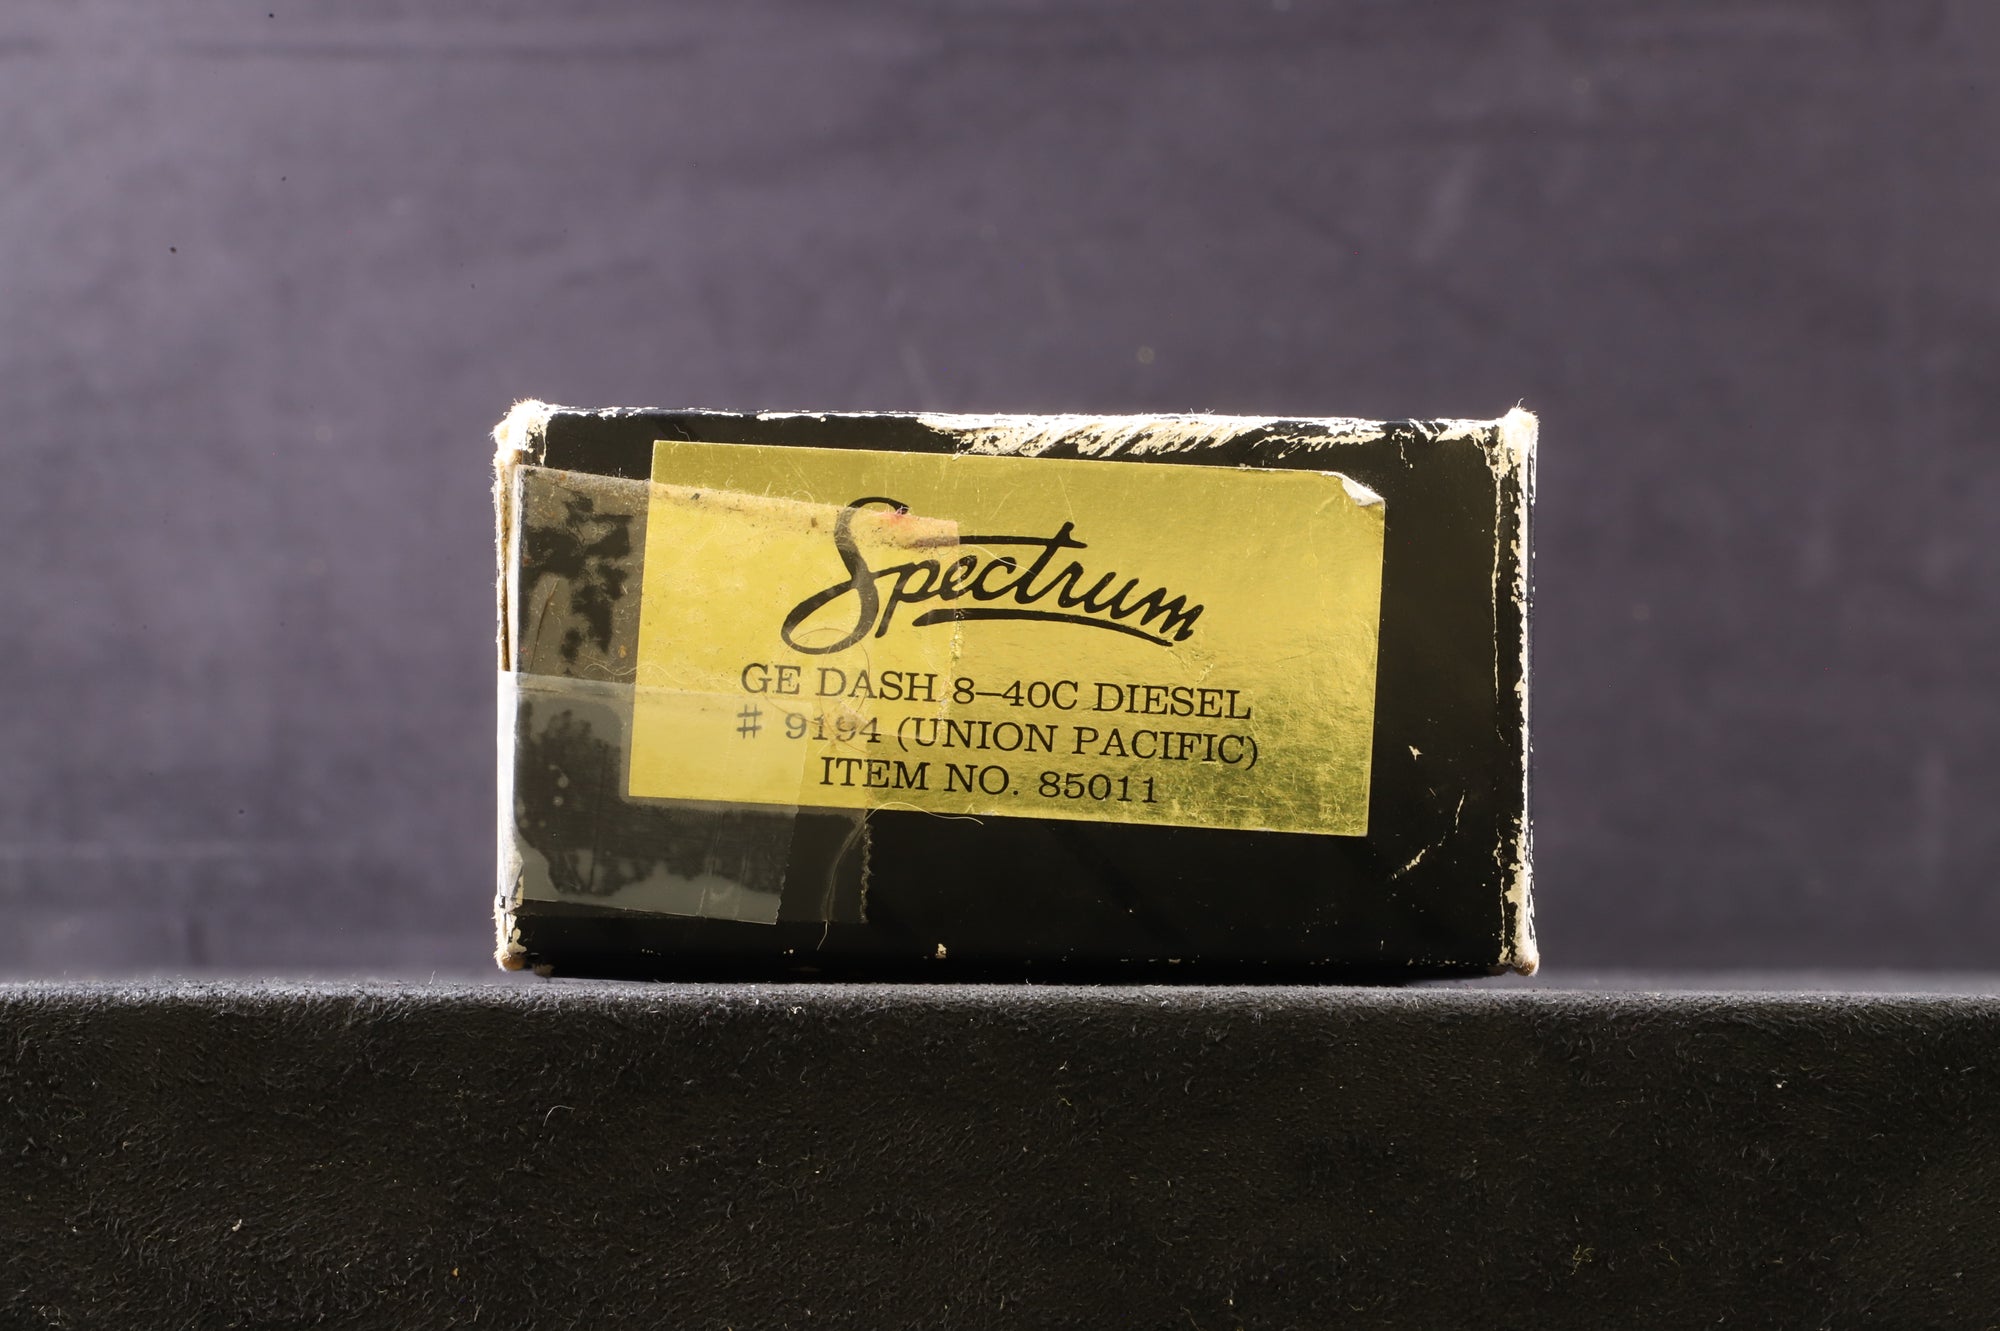 Spectrum
GE DASH 8–40C DIESEL
# 9194 (UNION PACIFIC)
ITEM NO. 85011